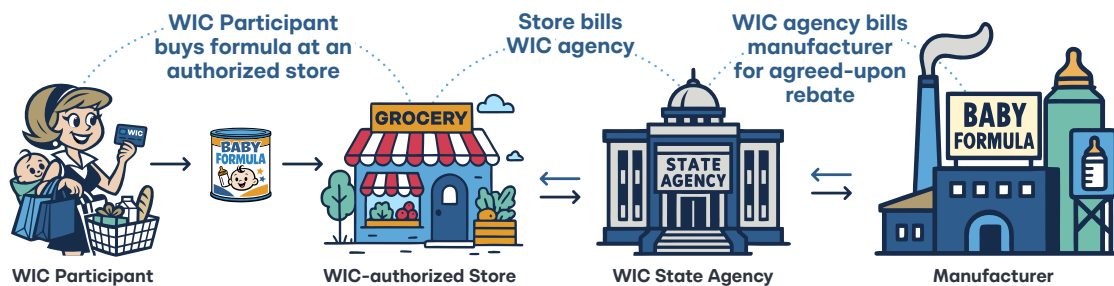 WIC Participant
buys formula at an
authorized store
Store bills
WIC agency
WIC agency bills
manufacturer
for agreed-upon
rebate
WIC
BABY
FORMULA
GROCERY
STATE
AGENCY
BABY
FORMULA
WIC Participant
WIC-authorized Store
WIC State Agency
Manufacturer